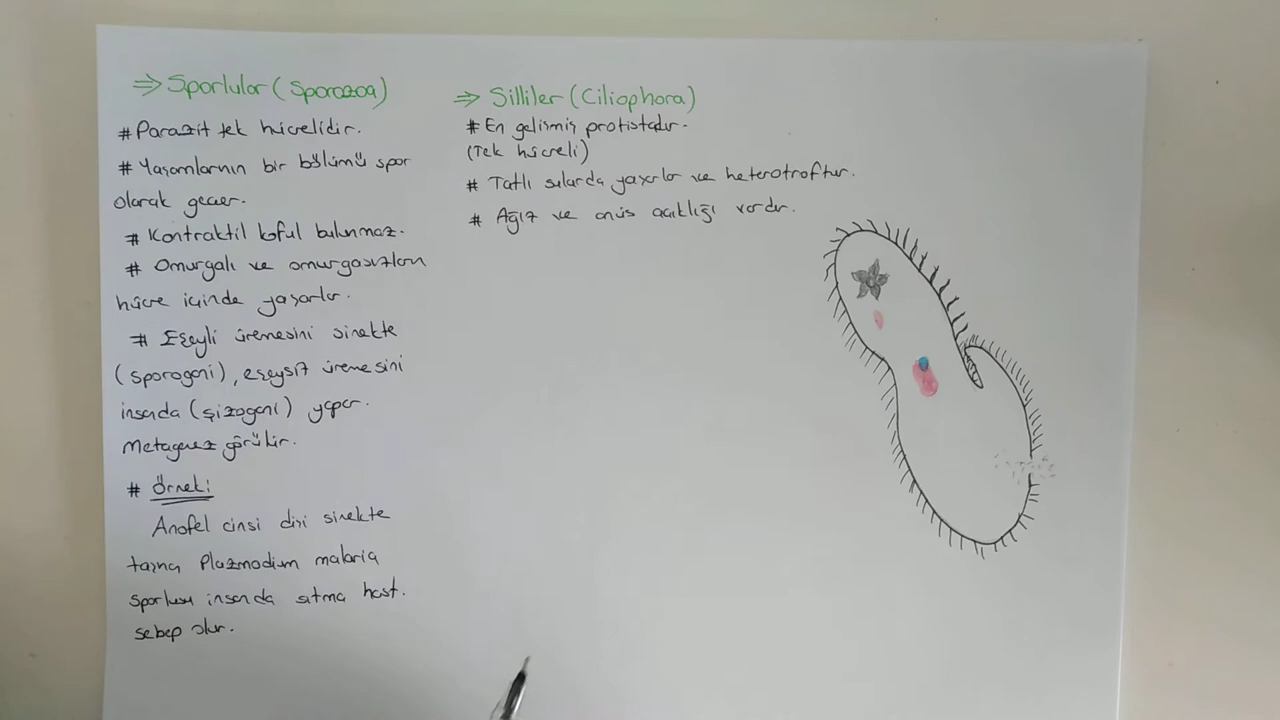 ⇒ Sporlular (Sporozoa)
# Parazit tek hücrelidir.
# Yaşamlarının bir bölümü spor
olarak geçer.
# Kontraktil koful bulunmaz.
# Omurgalı ve omurgasızların
hücre içinde yaşarlar.
# Eşeyli üremesini sinekte
(sporogoni), eşeysiz üremesini
insanda (şizogoni) yapar.
Metagenez görülür.
# Örnek:
Anofel cinsi dişi sinekte
taşınan Plazmodium malaria
sporlusu insanda sıtma hast.
sebep olur.
⇒ Silliler (Ciliophora)
# En gelişmiş protistadır.
(Tek hücreli)
# Tatlı sularda yaşarlar ve heterotroftur.
# Ağız ve anüs açıklığı vardır.